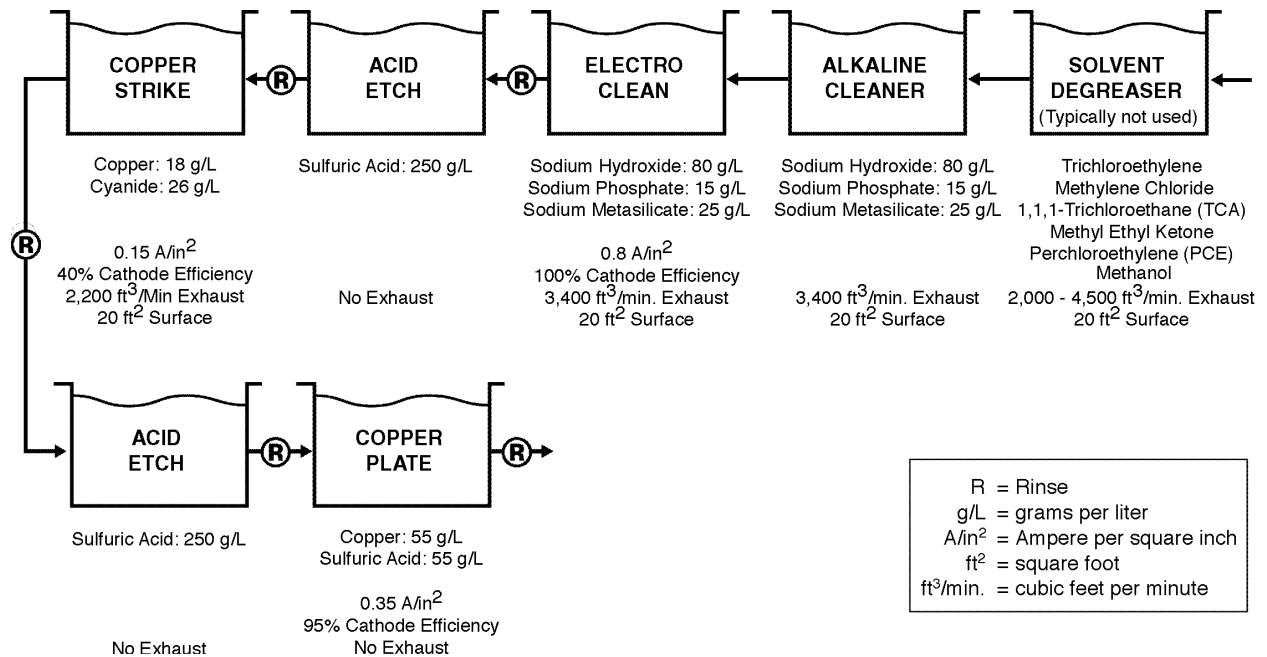 COPPER
STRIKE
R
ACID
ETCH
R
ELECTRO
CLEAN
ALKALINE
CLEANER
SOLVENT
DEGREASER
(Typically not used)
Copper: 18 g/L
Cyanide: 26 g/L
0.15 A/in²
40% Cathode Efficiency
2,200 ft³/Min Exhaust
20 ft² Surface
Sulfuric Acid: 250 g/L
No Exhaust
Sodium Hydroxide: 80 g/L
Sodium Phosphate: 15 g/L
Sodium Metasilicate: 25 g/L
0.8 A/in²
100% Cathode Efficiency
3,400 ft³/min. Exhaust
20 ft² Surface
Sodium Hydroxide: 80 g/L
Sodium Phosphate: 15 g/L
Sodium Metasilicate: 25 g/L
3,400 ft³/min. Exhaust
20 ft² Surface
Trichloroethylene
Methylene Chloride
1,1,1-Trichloroethane (TCA)
Methyl Ethyl Ketone
Perchloroethylene (PCE)
Methanol
2,000 - 4,500 ft³/min. Exhaust
20 ft² Surface
R
ACID
ETCH
R
COPPER
PLATE
R
Sulfuric Acid: 250 g/L
No Exhaust
Copper: 55 g/L
Sulfuric Acid: 55 g/L
0.35 A/in²
95% Cathode Efficiency
No Exhaust
R = Rinse
g/L = grams per liter
A/in² = Ampere per square inch
ft² = square foot
ft³/min. = cubic feet per minute